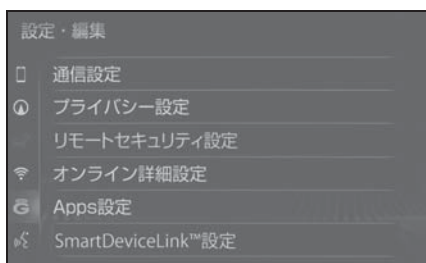 設定・編集
通信設定
プライバシー設定
リモートセキュリティ設定
オンライン詳細設定
Apps設定
SmartDeviceLink™設定